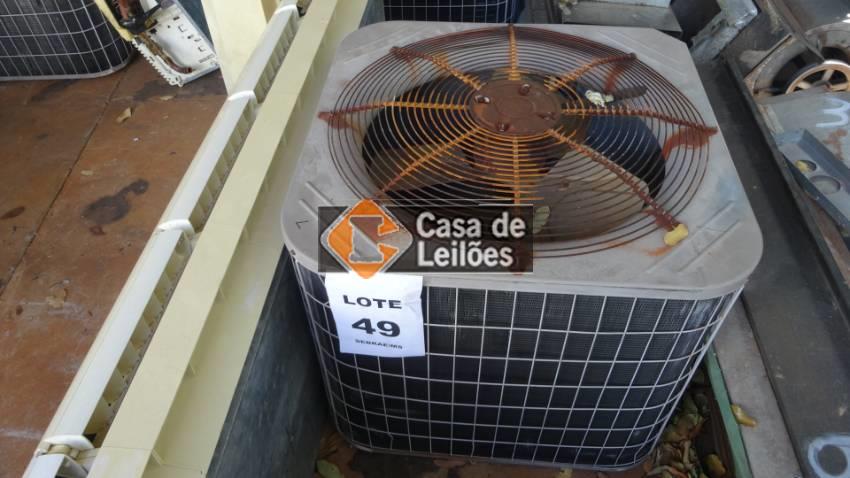 Casa de
Leilões
LOTE
49
SEBRAE/MS